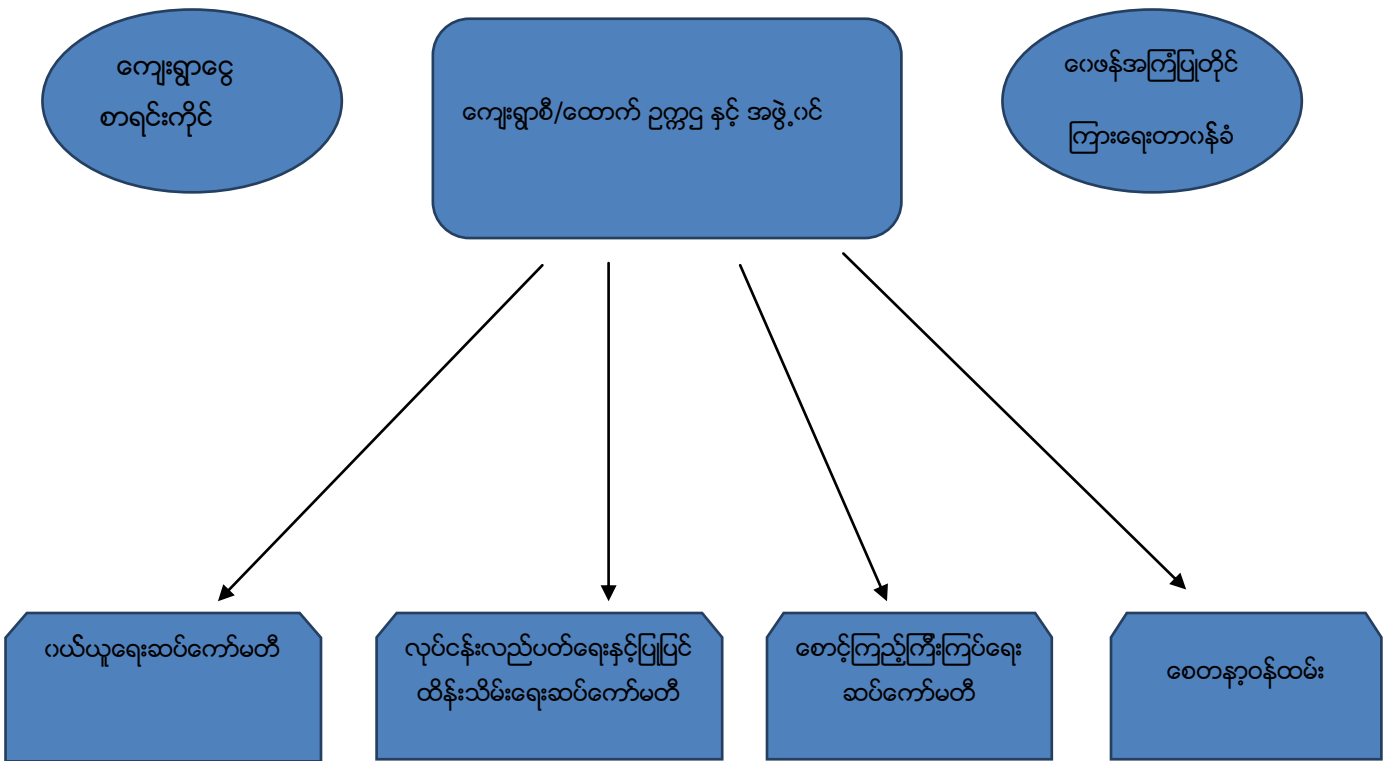 ကျေးရွာငွေ
စာရင်းကိုင်
ကျေးရွာစီ/ထောက် ဥက္ကဌ နှင့် အဖွဲ့၀င်
ဝေဖန်အကြံပြုတိုင်
ကြားရေးတာ၀န်ခံ
၀ယ်ယူရေးဆပ်ကော်မတီ
လုပ်ငန်းလည်ပတ်ရေးနှင့်ပြုပြင်
ထိန်းသိမ်းရေးဆပ်ကော်မတီ
စောင့်ကြည့်ကြီးကြပ်ရေး
ဆပ်ကော်မတီ
စေတနာ့ဝန်ထမ်း